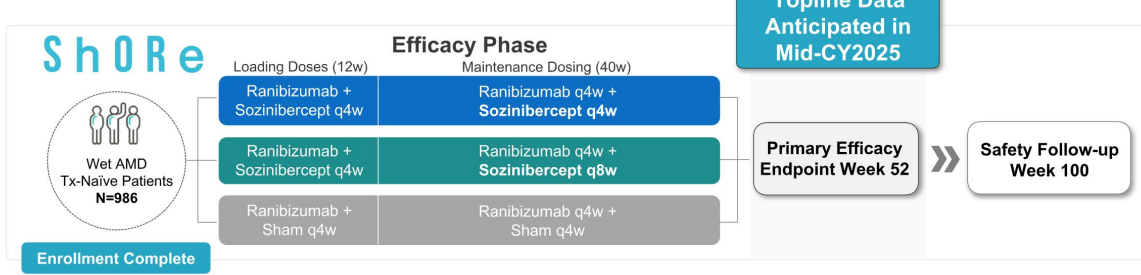 Topline Data
Anticipated in
Mid-CY2025
ShORe
Efficacy Phase
Loading Doses (12w)
Maintenance Dosing (40w)
Ranibizumab +
Sozinibercept q4w
Ranibizumab q4w +
Sozinibercept q4w
Wet AMD
Tx-Naïve Patients
N=986
Ranibizumab +
Sozinibercept q4w
Ranibizumab q4w +
Sozinibercept q8w
Ranibizumab +
Sham q4w
Ranibizumab q4w +
Sham q4w
Primary Efficacy
Endpoint Week 52
Safety Follow-up
Week 100
Enrollment Complete